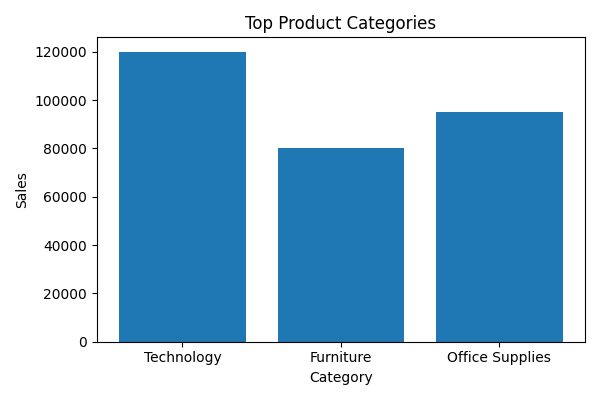 Top Product Categories
Sales
120000
100000
80000
60000
40000
20000
0
Technology Furniture Office Supplies
Category